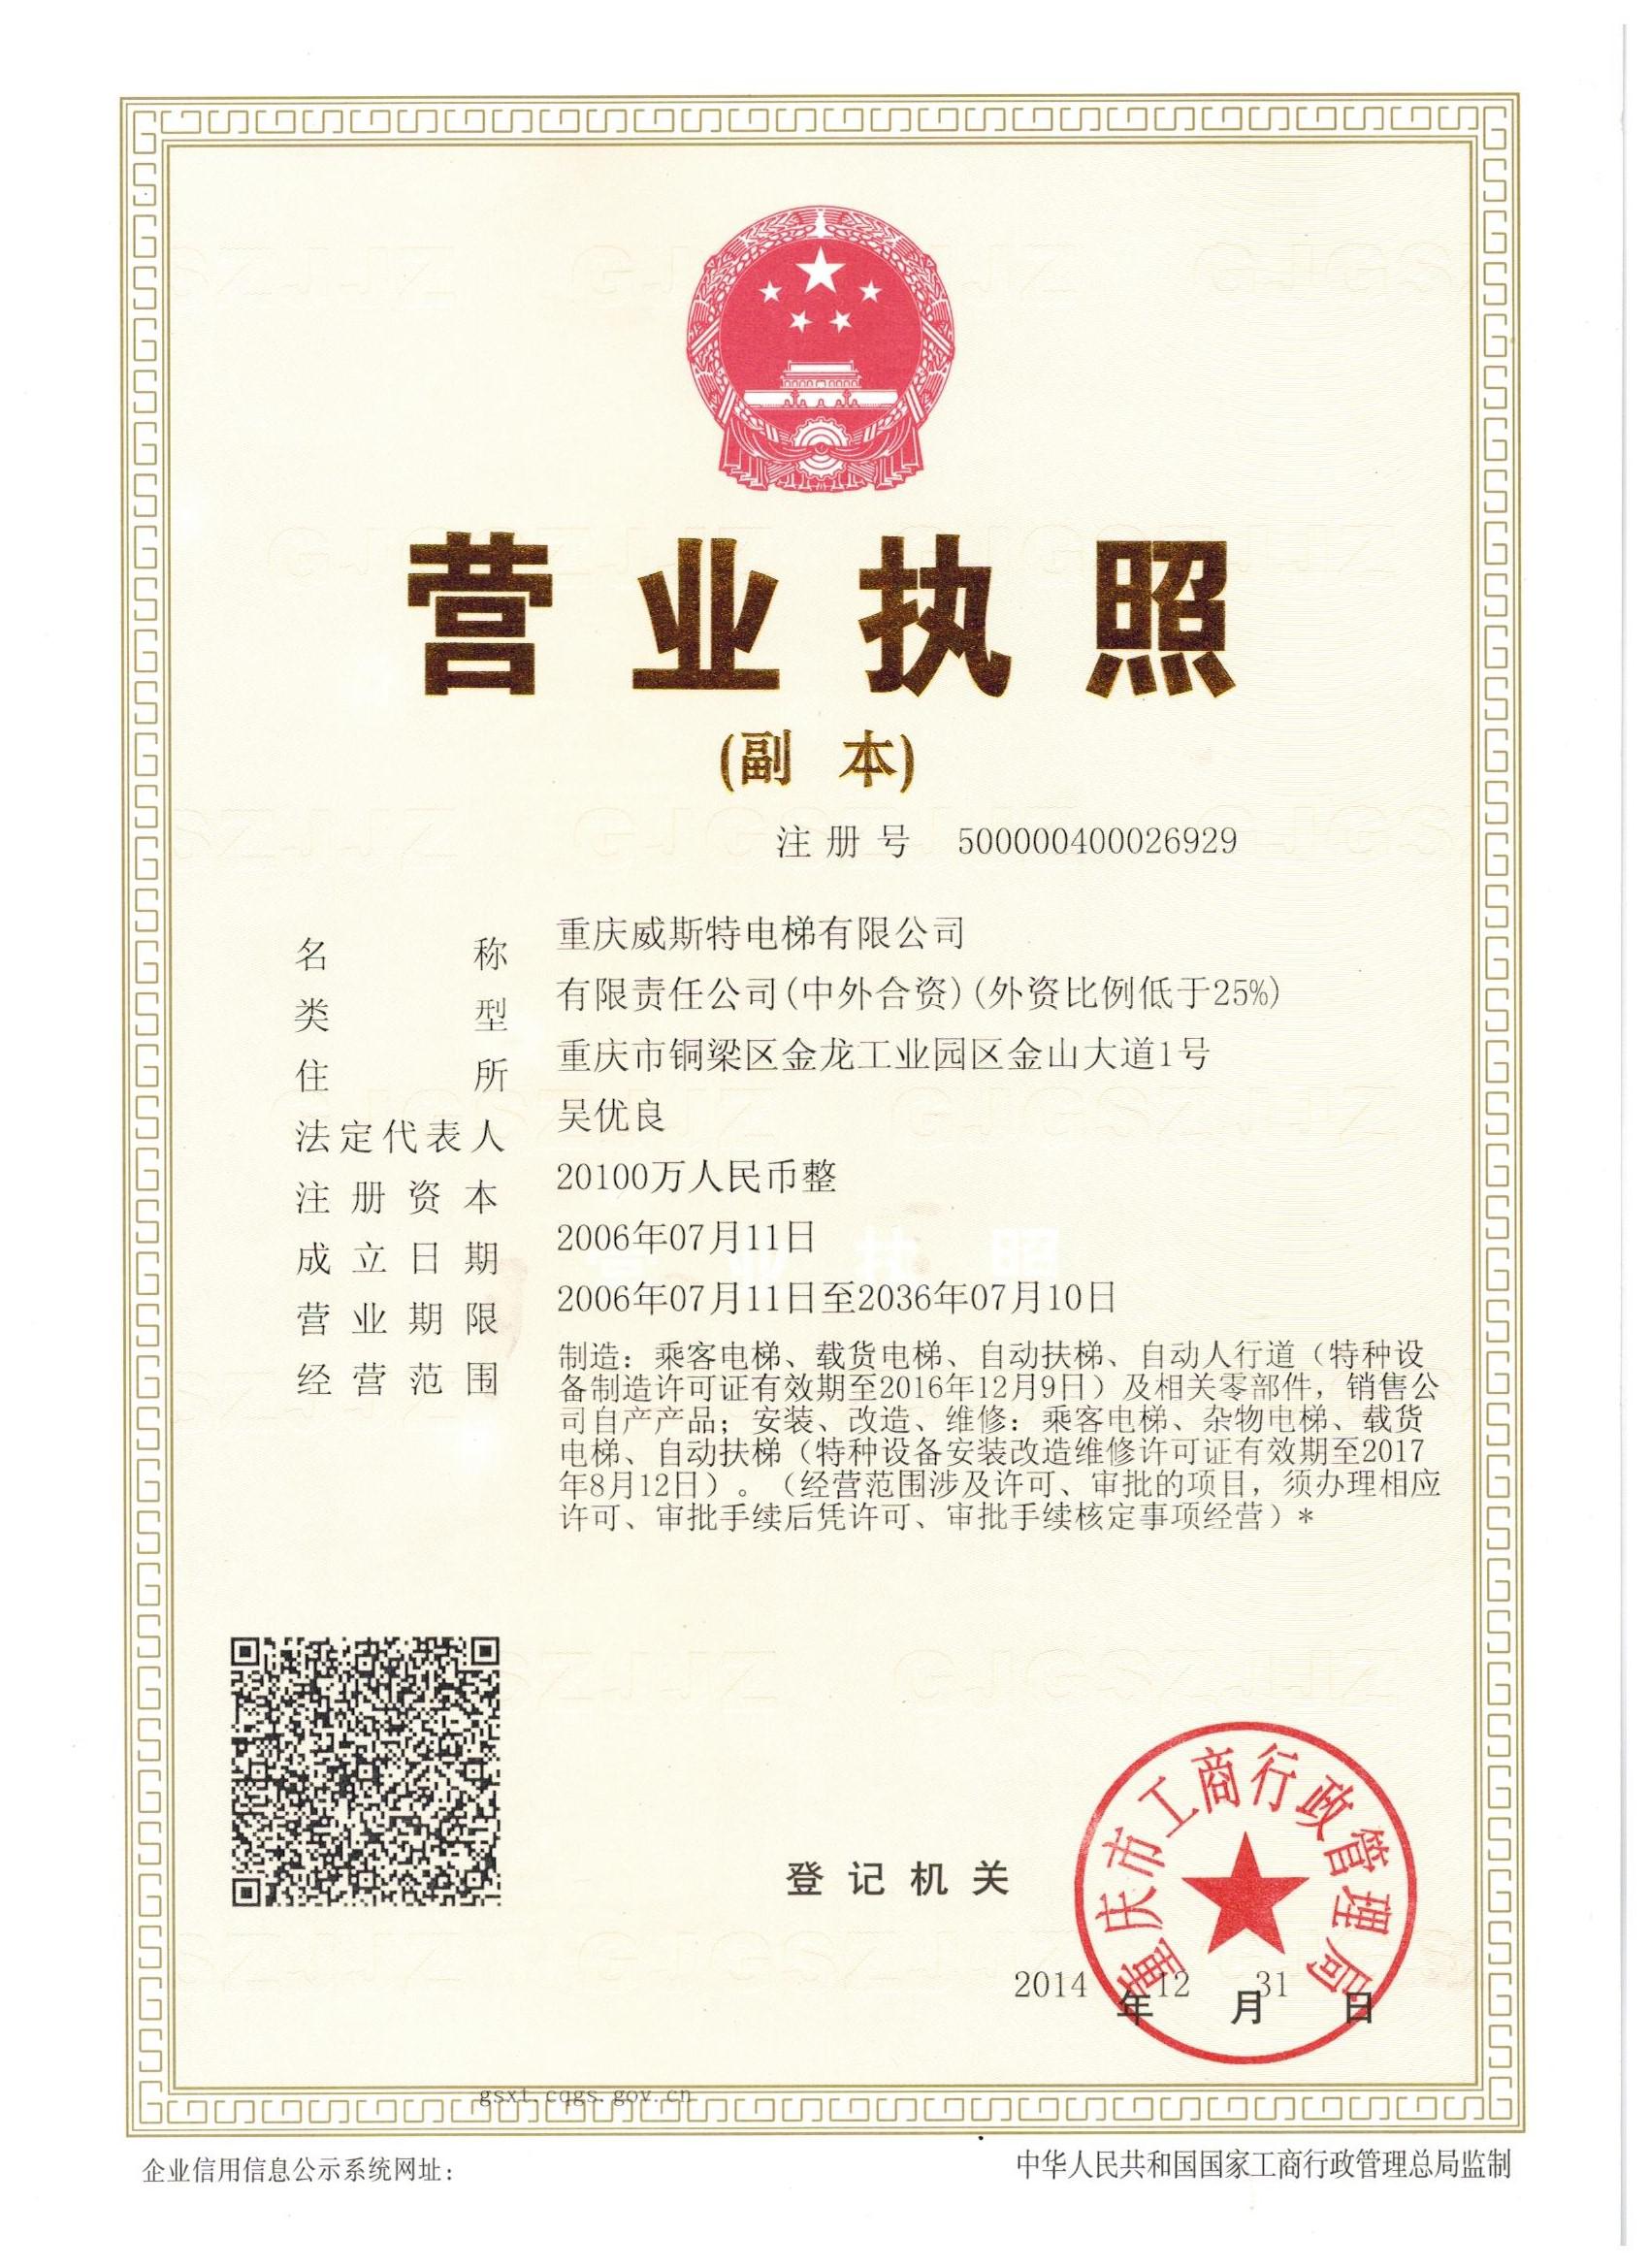 营业执照
(副 本)
注册号 500000400026929
名称 重庆威斯特电梯有限公司
类型 有限责任公司(中外合资)(外资比例低于25%)
住所 重庆市铜梁区金龙工业园区金山大道1号
法定代表人 吴优良
注册资本 20100万人民币整
成立日期 2006年07月11日
营业期限 2006年07月11日至2036年07月10日
经营范围 制造：乘客电梯、载货电梯、自动扶梯、自动人行道（特种设
备制造许可证有效期至2016年12月9日）及相关零部件，销售公
司自产产品；安装、改造、维修：乘客电梯、杂物电梯、载货
电梯、自动扶梯（特种设备安装改造维修许可证有效期至2017
年8月12日）。（经营范围涉及许可、审批的项目，须办理相应
许可、审批手续后凭许可、审批手续核定事项经营）*
重庆市工商行政管理局
登记机关
2014年12月31日
gsxt.cqgs.gov.cn
企业信用信息公示系统网址：
中华人民共和国国家工商行政管理总局监制